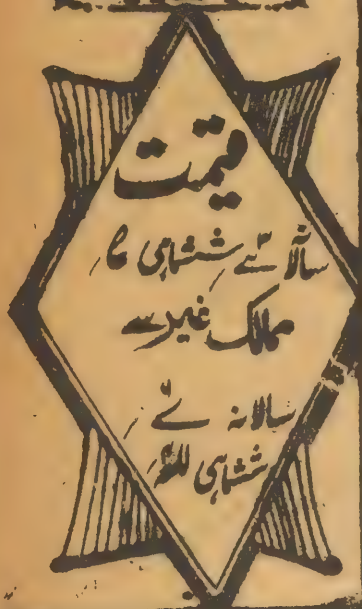 قیمت
سالانہ ششماہی
ممالک غیر سے
سالانہ
ششماہی